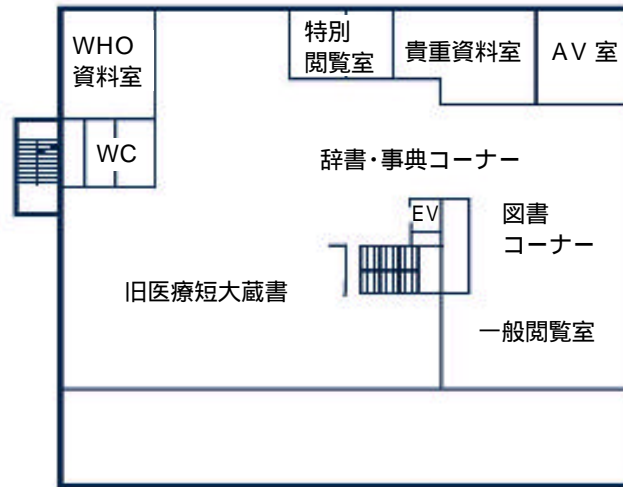 WHO
資料室
特別
閲覧室
貴重資料室
AV室
WC
辞書・事典コーナー
EV
図書
コーナー
旧医療短大蔵書
一般閲覧室